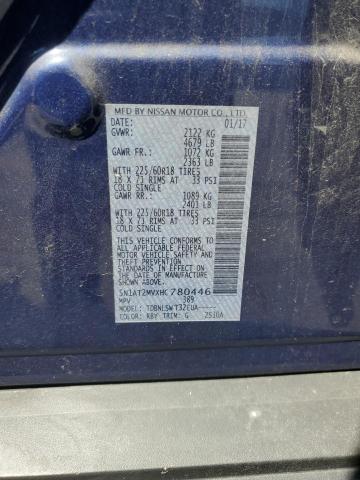 MFD BY NISSAN MOTOR CO., LTD.
DATE: 01/17
GVWR: 2122 KG
4679 LB
GAWR FR.: 1072 KG
2363 LB
WITH 225/60R18 TIRES
18 X 7J RIMS AT 33 PSI
COLD SINGLE
GAWR RR.: 1089 KG
2401 LB
WITH 225/60R18 TIRES
18 X 7J RIMS AT 33 PSI
COLD SINGLE
THIS VEHICLE CONFORMS TO
ALL APPLICABLE FEDERAL
MOTOR VEHICLE SAFETY
AND THEFT PREVENTION
STANDARDS IN EFFECT ON
THE DATE OF MANUFACTURE
SHOWN ABOVE.
5N1AT2MVXHC780446
MPV 389
MODEL:
COLOR: RBY TRIM: G 2510A